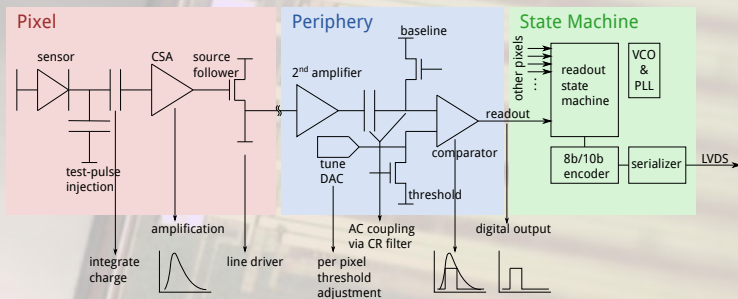 Pixel
Periphery
State Machine
sensor
CSA
source
follower
test-pulse
injection
2nd amplifier
baseline
tune
DAC
threshold
comparator
readout
other pixels
...
readout
state
machine
VCO
&
PLL
8b/10b
encoder
serializer
LVDS
integrate
charge
amplification
line driver
per pixel
threshold
adjustment
AC coupling
via CR filter
digital output